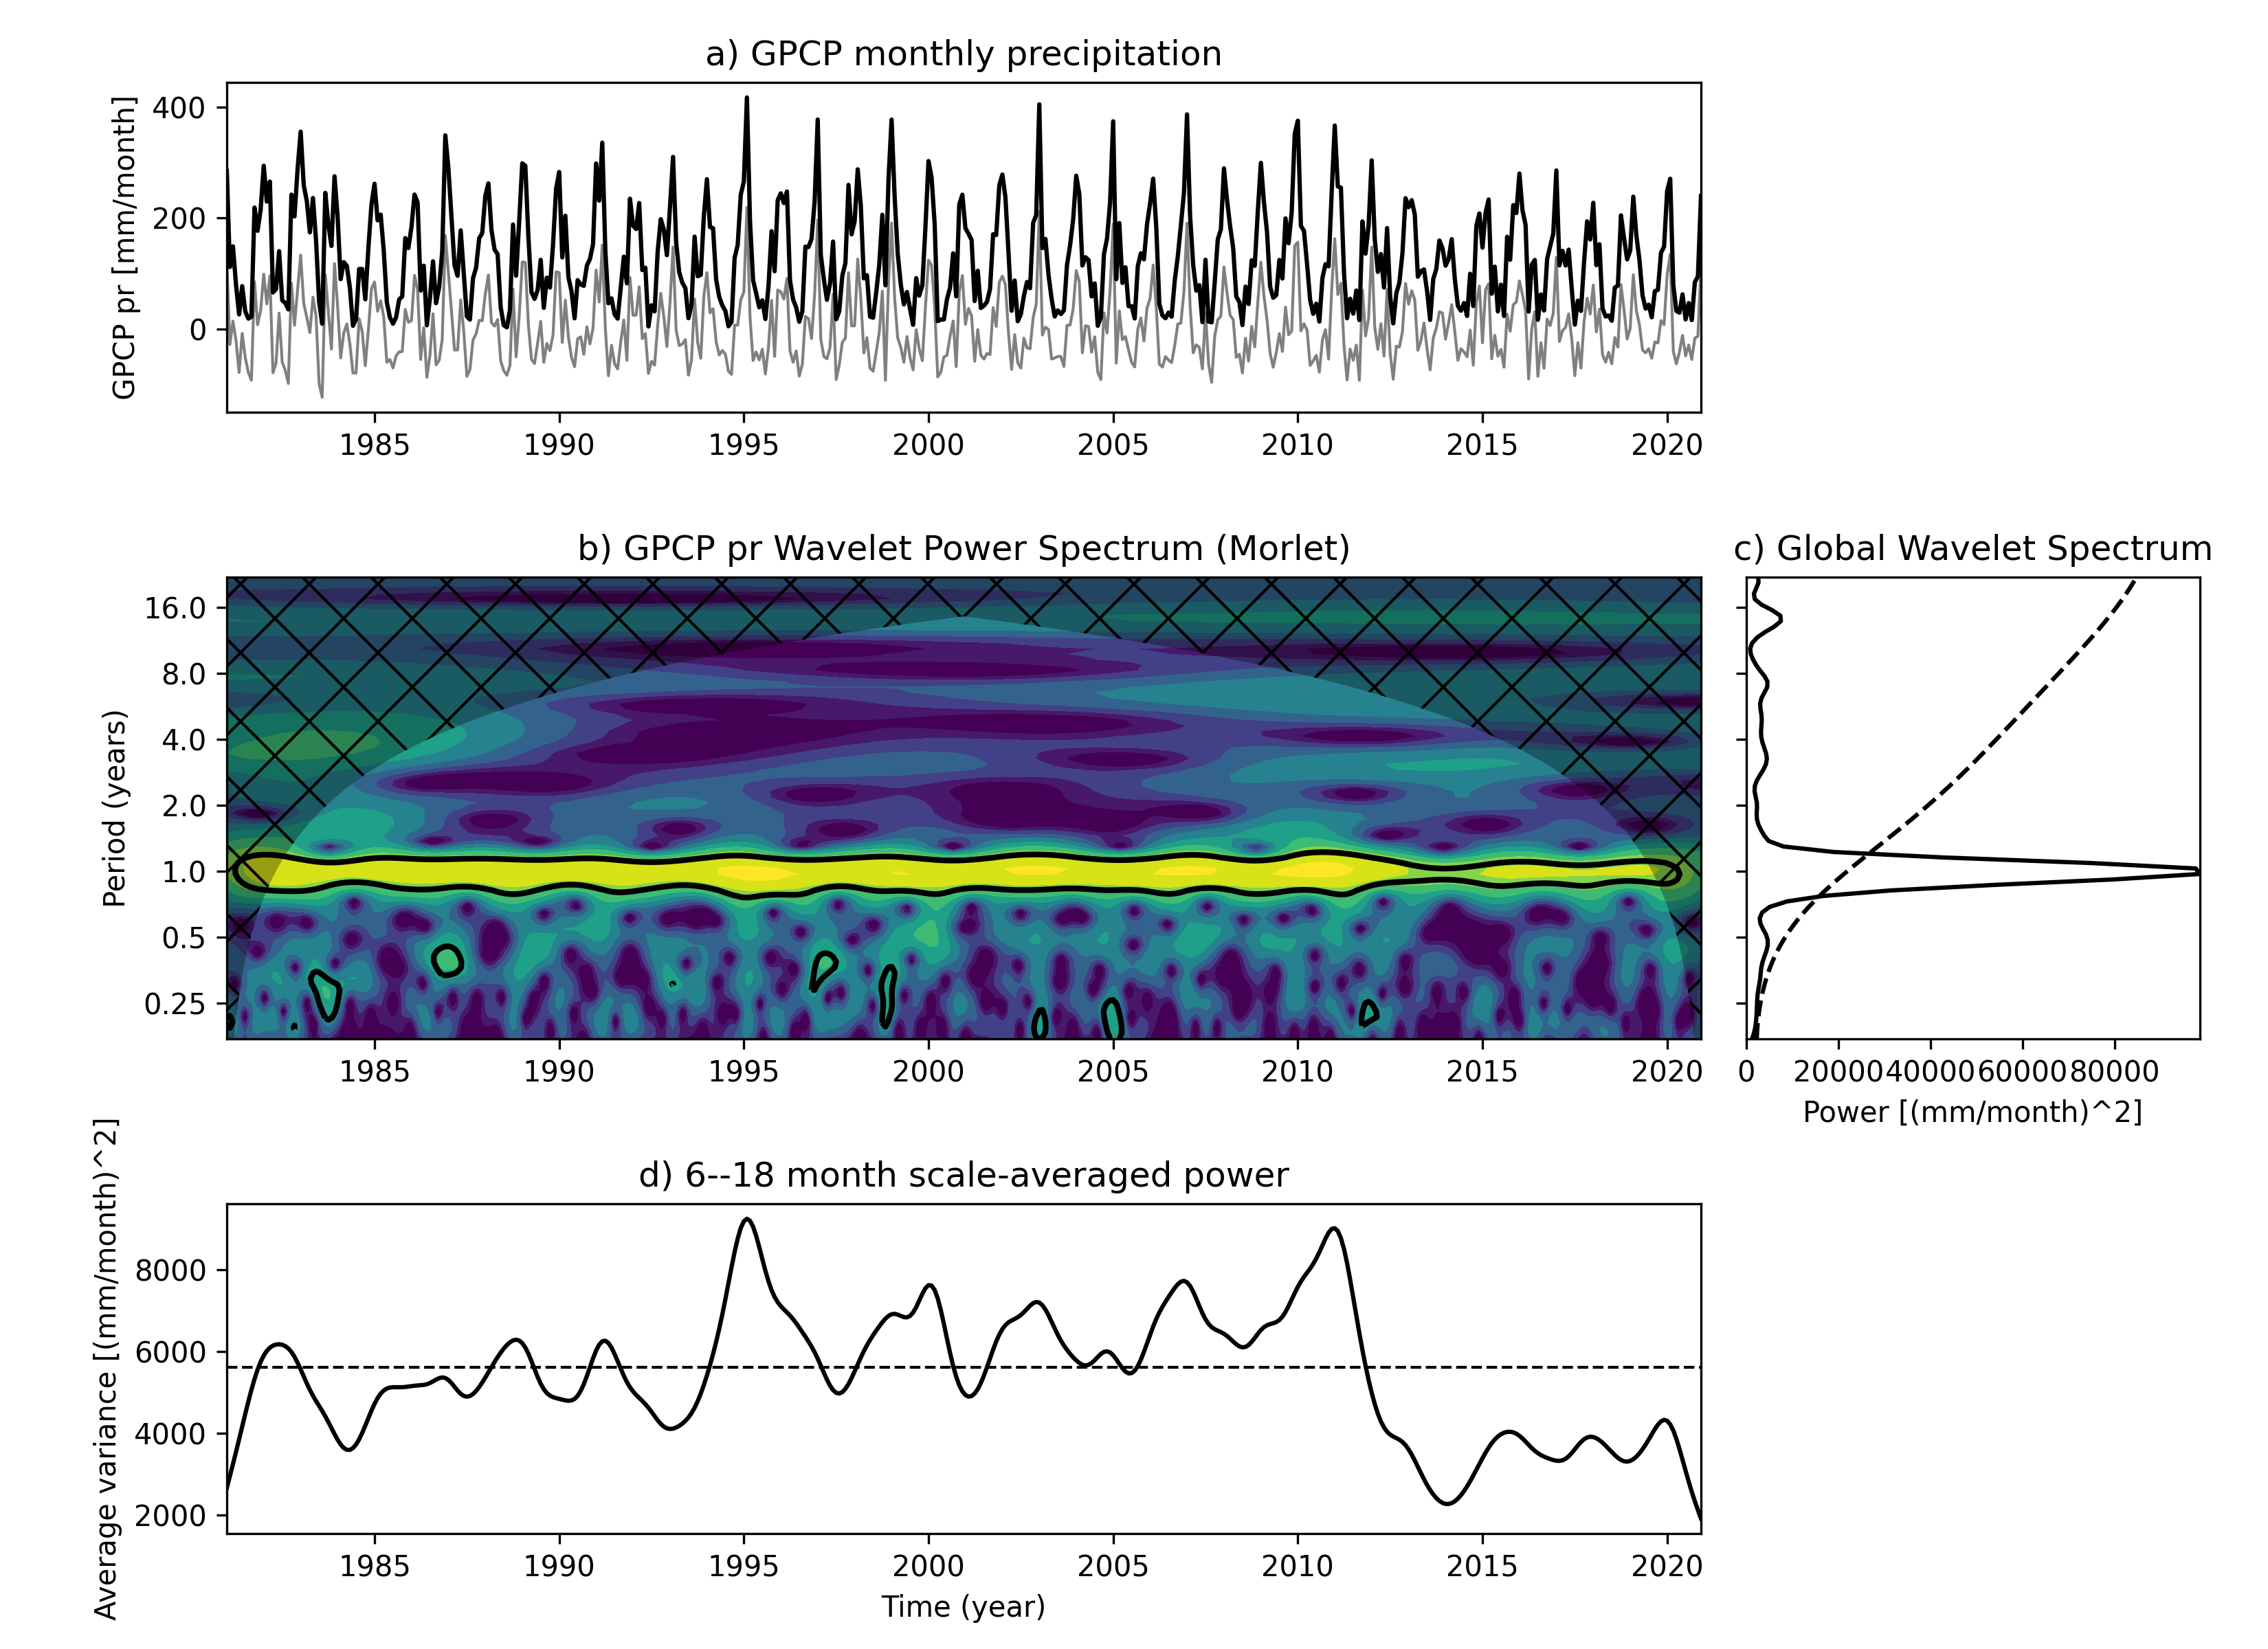 a) GPCP monthly precipitation
GPCP pr [mm/month]
400
200
0
1985 1990 1995 2000 2005 2010 2015 2020
b) GPCP pr Wavelet Power Spectrum (Morlet)
c) Global Wavelet Spectrum
Period (years)
16.0
8.0
4.0
2.0
1.0
0.5
0.25
1985 1990 1995 2000 2005 2010 2015 2020
0 20000 40000 60000 80000
Power [(mm/month)^2]
d) 6--18 month scale-averaged power
Average variance [(mm/month)^2]
8000
6000
4000
2000
1985 1990 1995 2000 2005 2010 2015 2020
Time (year)